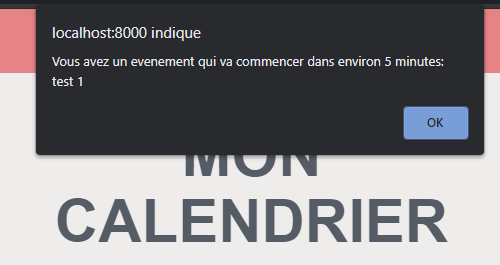 localhost:8000 indique
Vous avez un evenement qui va commencer dans environ 5 minutes:
test 1
OK
MON
CALENDRIER